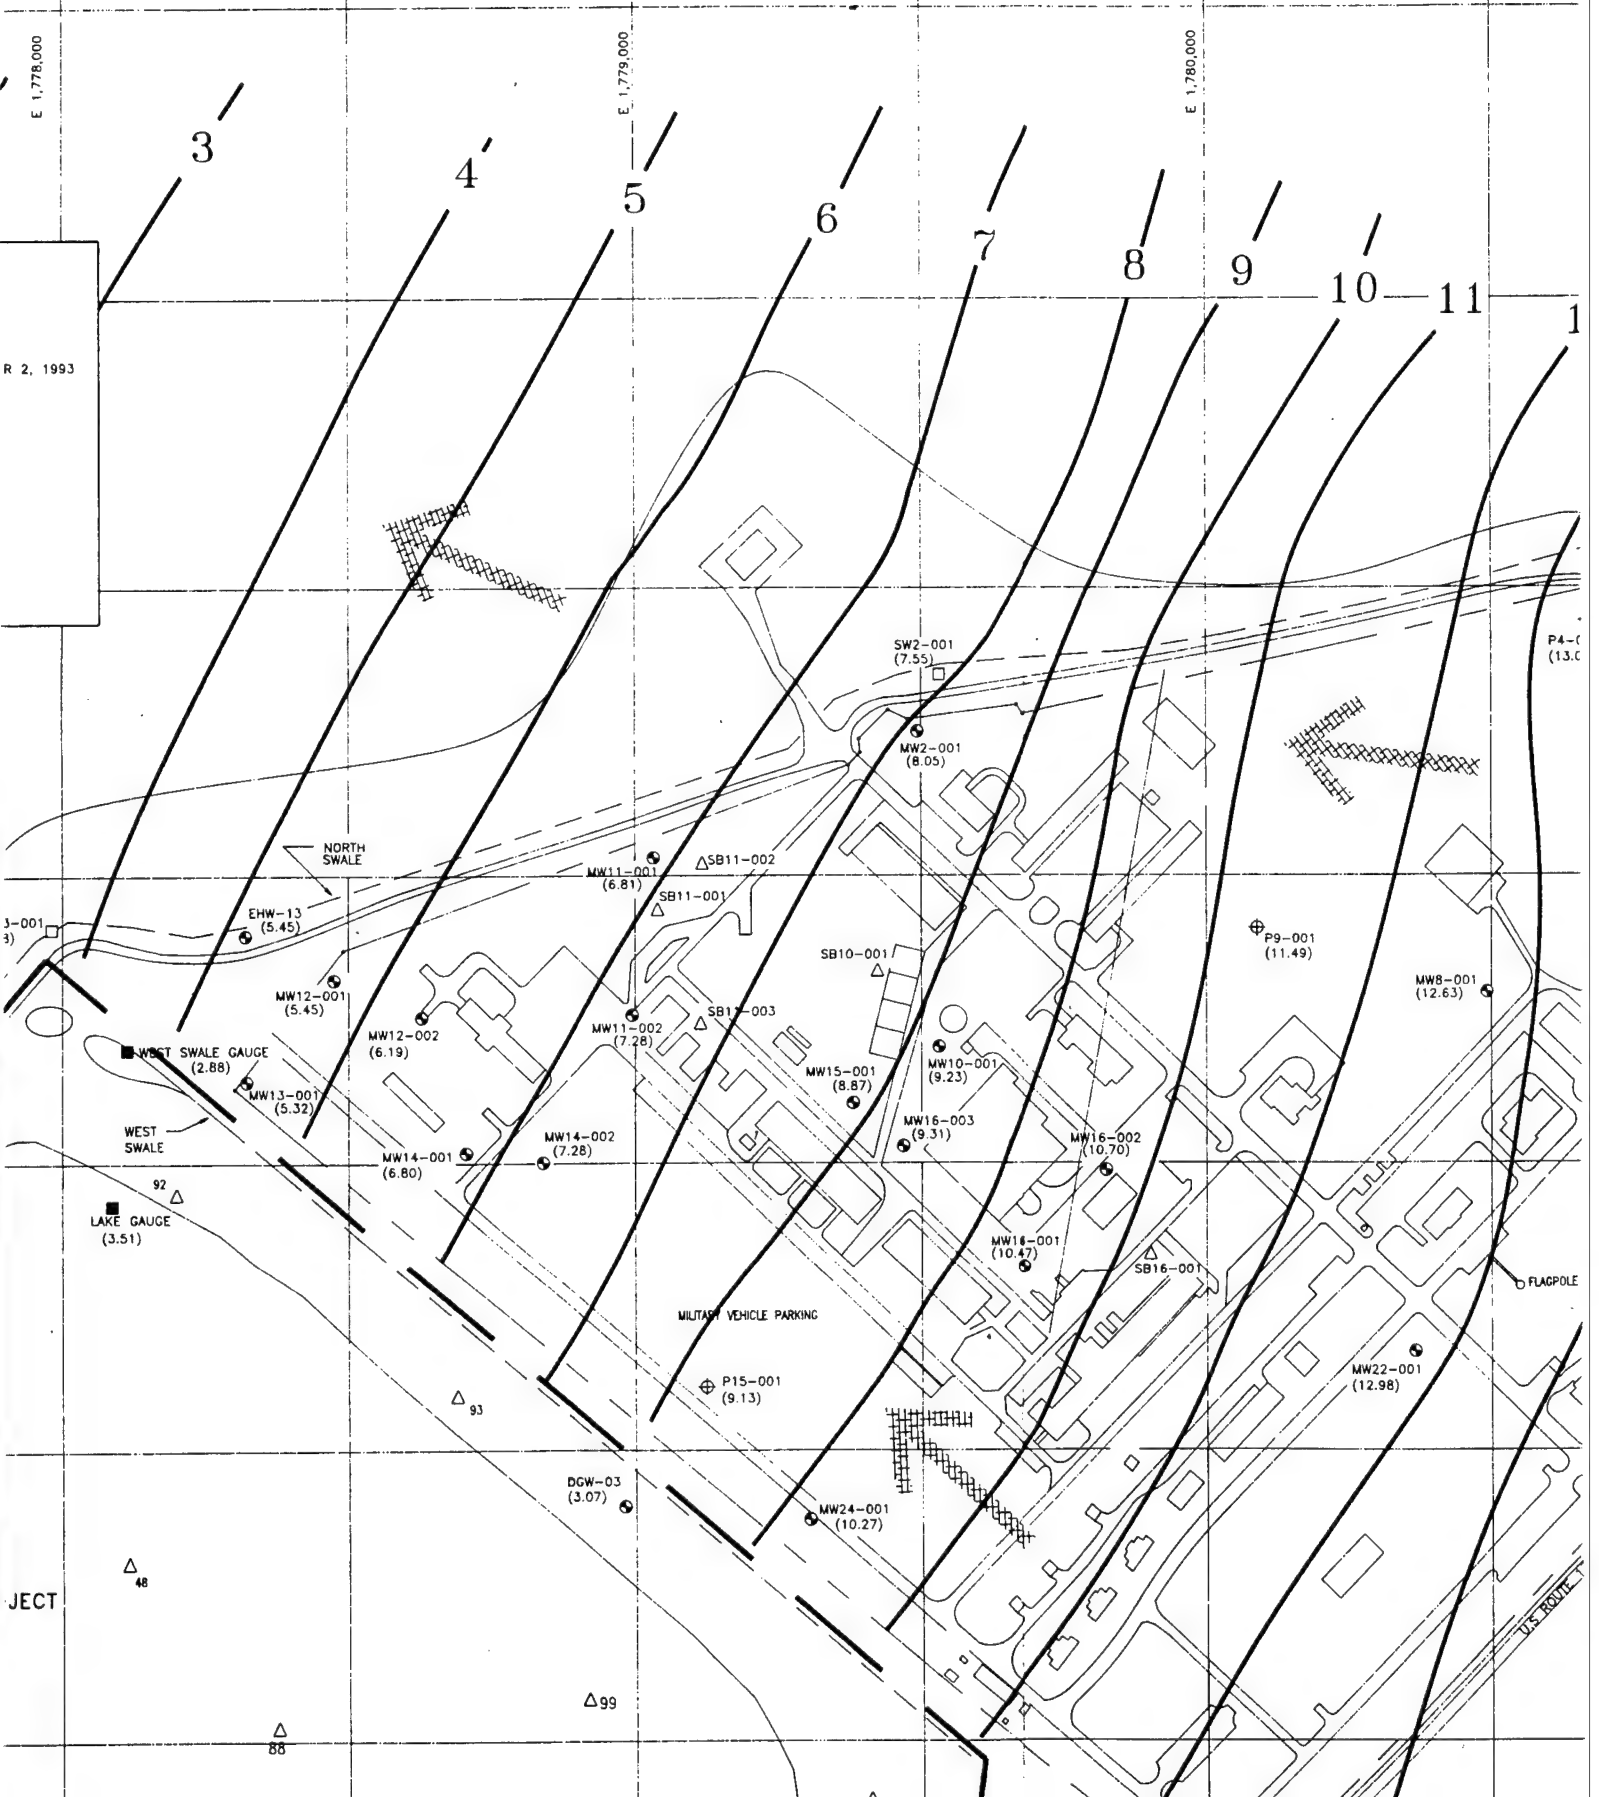 E 1,778,000
E 1,779,000
E 1,780,000
3
4
5
6
7
8
9
10
11
1
R 2, 1993
SW2-001
(7.55)
P4-
(13.
MW2-001
(8.05)
NORTH
SWALE
MW11-001
(6.81)
SB11-002
SB11-001
3-001
EHW-13
(5.45)
P9-001
(11.49)
SB10-001
MW8-001
(12.63)
MW12-001
(5.45)
MW12-002
(6.19)
MW11-002
(7.28)
SB11-003
WEST SWALE GAUGE
(2.88)
MW10-001
(9.23)
MW15-001
(8.87)
MW13-001
(5.32)
WEST
SWALE
MW14-001
(6.80)
MW14-002
(7.28)
MW16-003
(9.31)
MW16-002
(10.70)
92
LAKE GAUGE
(3.51)
MW16-001
(10.47)
SB16-001
FLAGPOLE
MILITARY VEHICLE PARKING
MW22-001
(12.98)
P15-001
(9.13)
93
DGW-03
(3.07)
MW24-001
(10.27)
48
JECT
U.S ROUTE 1
99
88